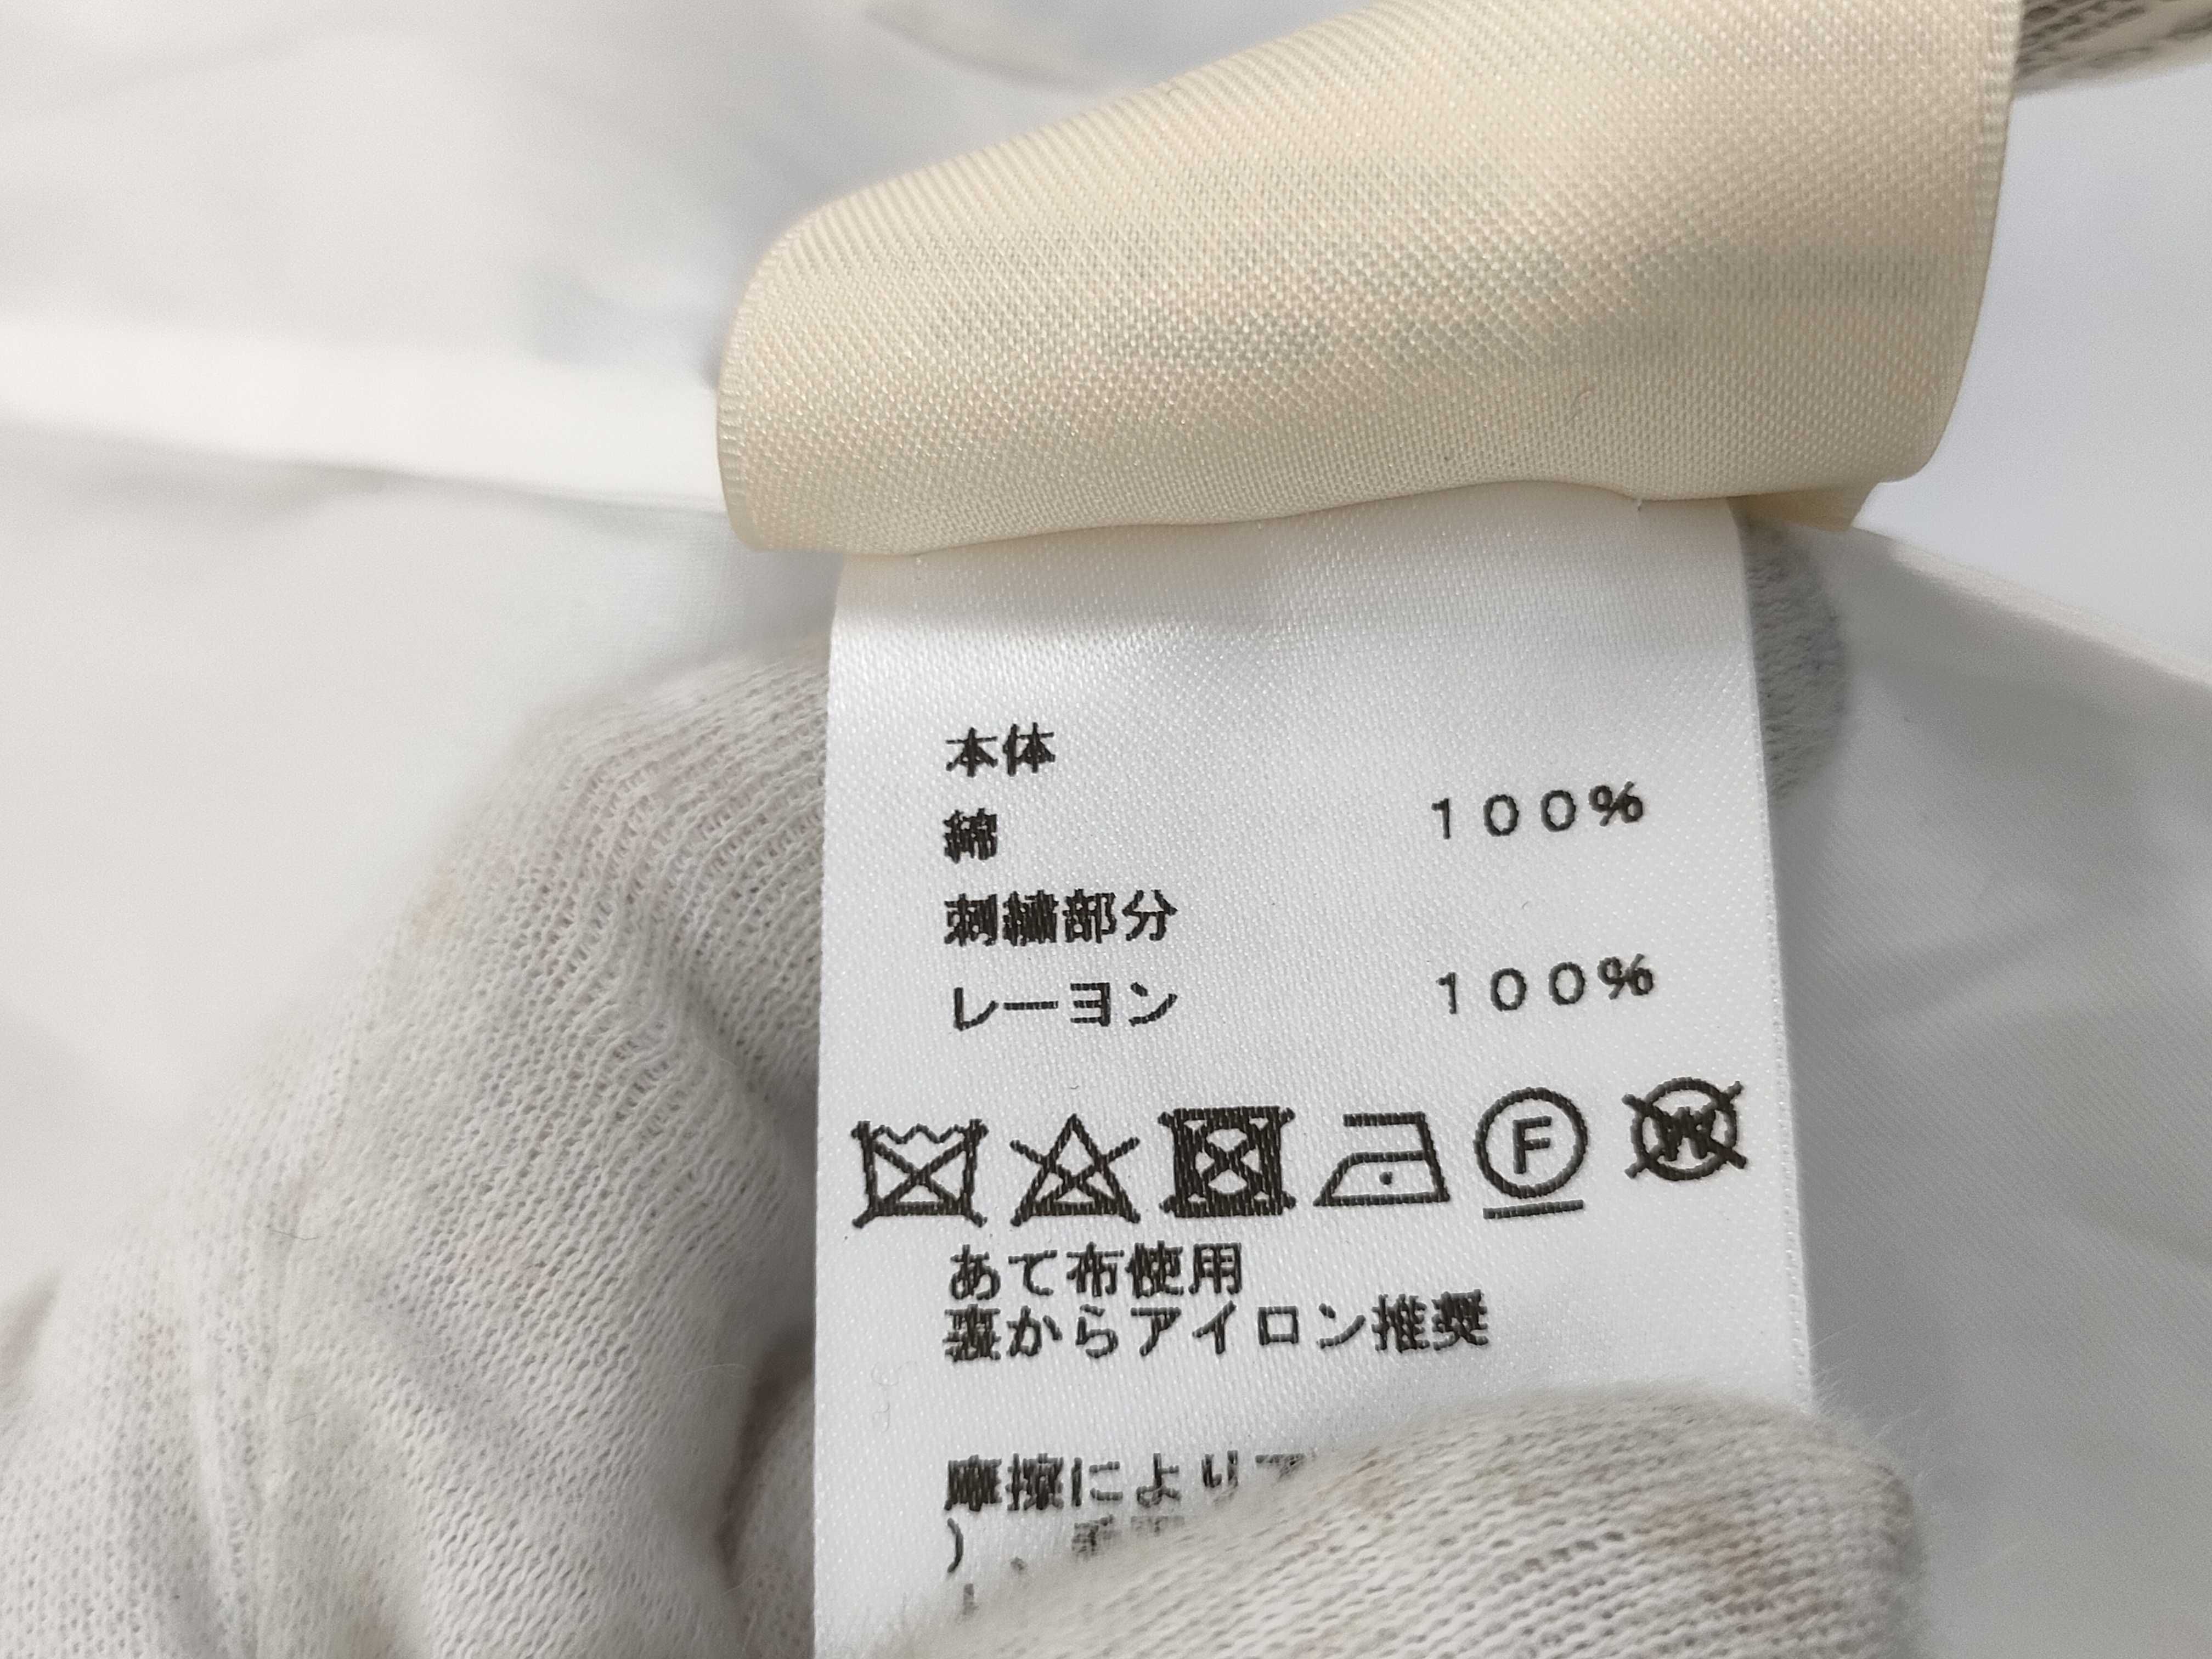 本体
綿 100%
刺繍部分
レーヨン 100%
F W
あて布使用
裏からアイロン推奨
摩擦により
)、